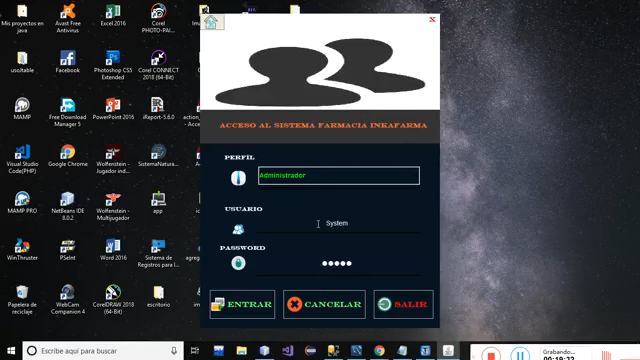 Mis proyectos en java
Avast Free Antivirus
Excel 2016
Corel PHOTO-PAI...
usoltable
Facebook
Photoshop CS5 Extended
Corel CONNECT 2018 (64-Bit)
MAMP
Free Download Manager 5
PowerPoint 2016
iReport-5.6.0
Visual Studio Code(PHP)
Google Chrome
Wolfenstein - Jugador ind...
SistemaNatura...
MAMP PRO
NetBeans IDE 8.0.2
Wolfenstein - Multijugador
app
WinThruster
PSeInt
Word 2016
Sistema de Registros para I...
Papelera de reciclaje
WebCam Companion 4
CorelDRAW 2018 (64-Bit)
escritorio
X
ACCESO AL SISTEMA FARMACIA INKAFARMA
PERFÍL
Administrador
USUARIO
System
PASSWORD
ENTRAR
CANCELAR
SALIR
Escribe aquí para buscar
Grabando...
00:19:32